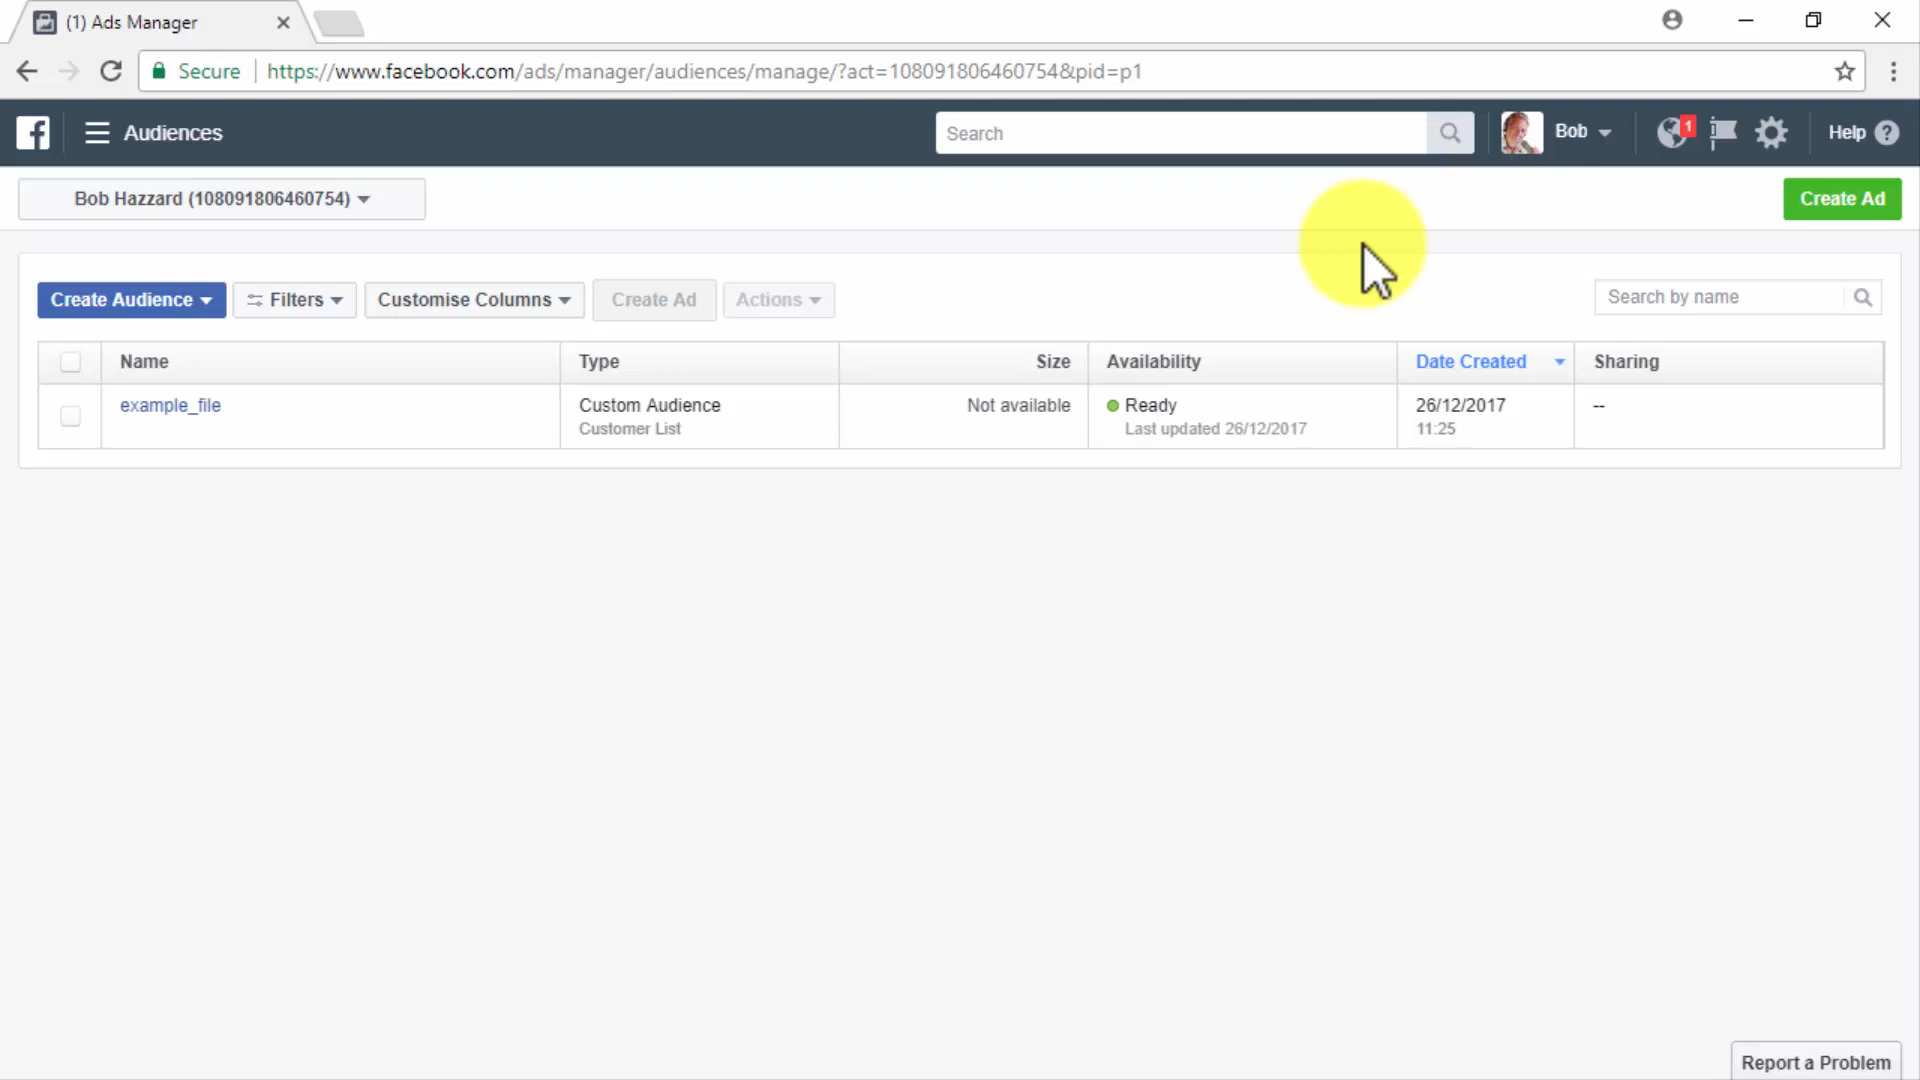 (1) Ads Manager
Secure https://www.facebook.com/ads/manager/audiences/manage/?act=108091806460754&pid=p1
Audiences
Search
Bob
1
Help
Bob Hazzard (108091806460754)
Create Ad
Create Audience
Filters
Customise Columns
Create Ad
Actions
Search by name
Name Type Size Availability Date Created Sharing
example_file Custom Audience Not available Ready 26/12/2017 --
Customer List Last updated 26/12/2017 11:25
Report a Problem